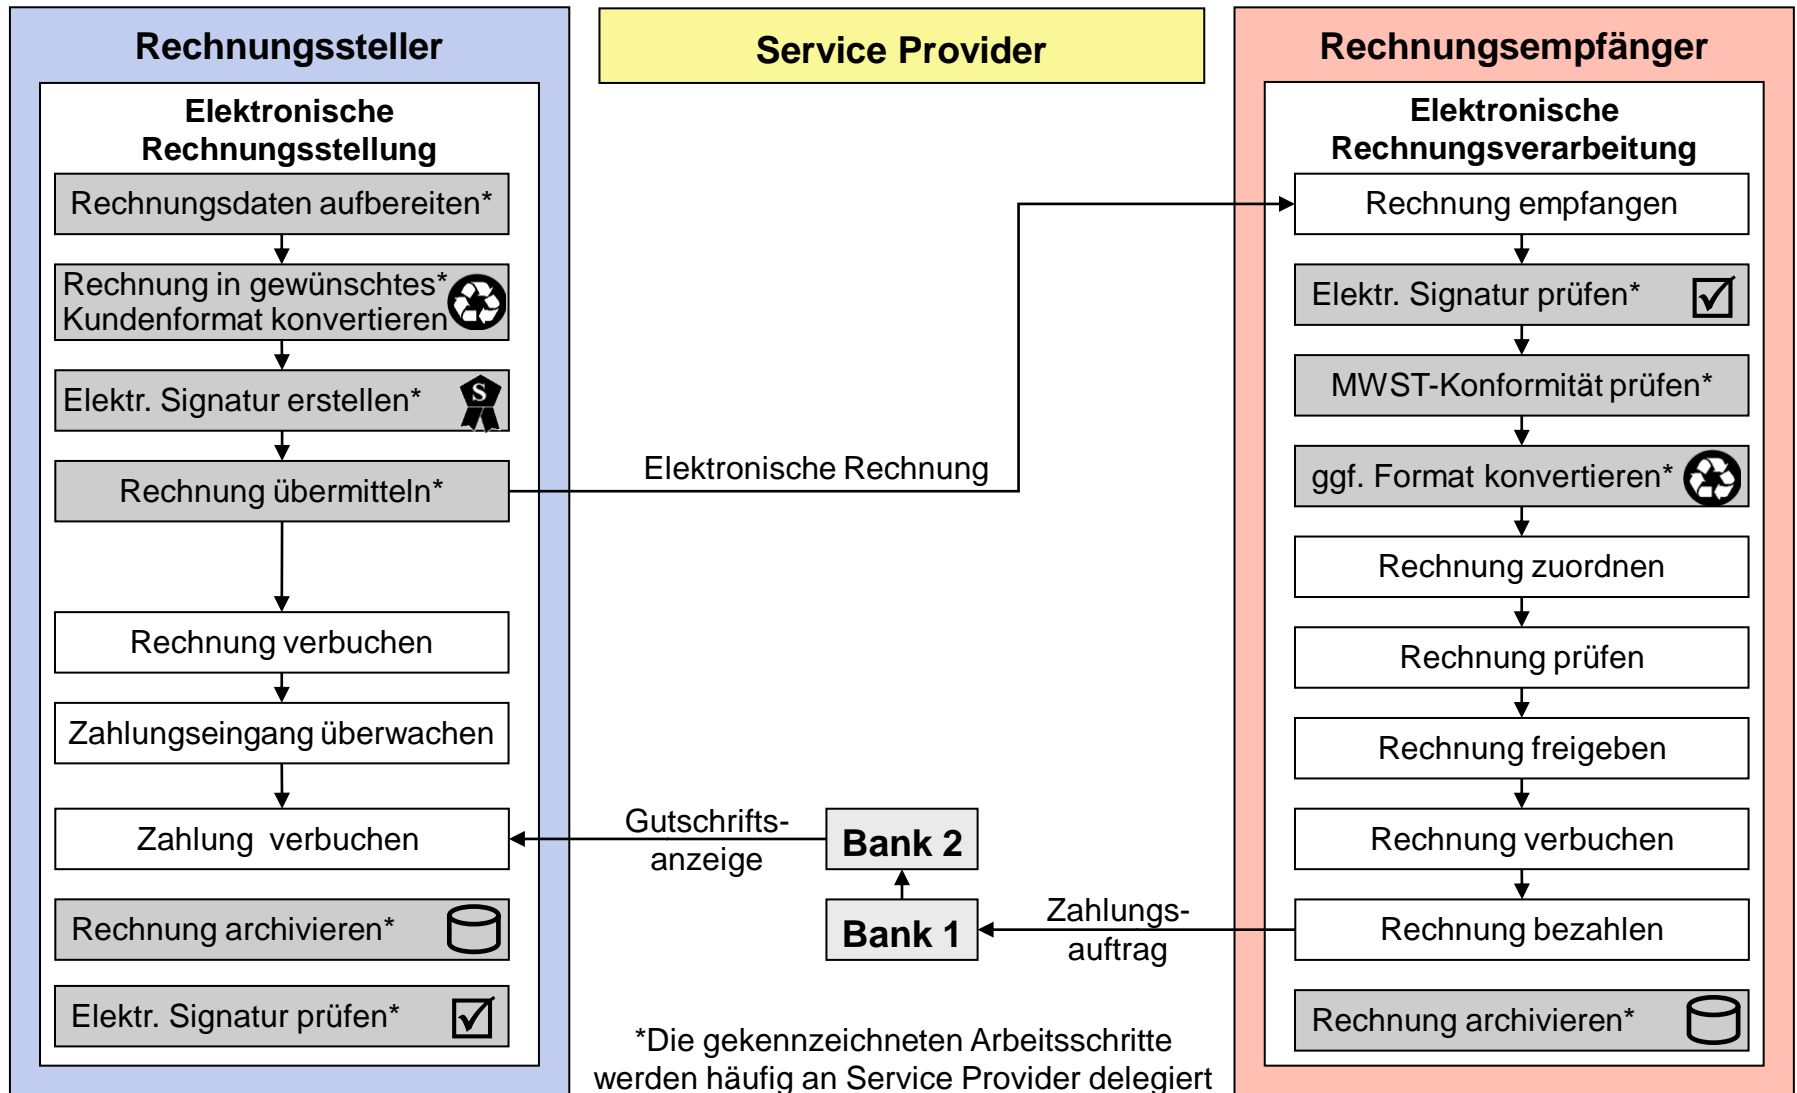 Rechnungssteller
Elektronische
Rechnungsstellung
Rechnungsdaten aufbereiten*
Rechnung in gewünschtes*
Kundenformat konvertieren
Elektr. Signatur erstellen*
S
Rechnung übermitteln*
Rechnung verbuchen
Zahlungseingang überwachen
Zahlung verbuchen
Rechnung archivieren*
Elektr. Signatur prüfen*
Service Provider
Elektronische Rechnung
Gutschrifts-
anzeige
Bank 2
Bank 1
Zahlungs-
auftrag
*Die gekennzeichneten Arbeitsschritte
werden häufig an Service Provider delegiert
Rechnungsempfänger
Elektronische
Rechnungsverarbeitung
Rechnung empfangen
Elektr. Signatur prüfen*
MWST-Konformität prüfen*
ggf. Format konvertieren*
Rechnung zuordnen
Rechnung prüfen
Rechnung freigeben
Rechnung verbuchen
Rechnung bezahlen
Rechnung archivieren*